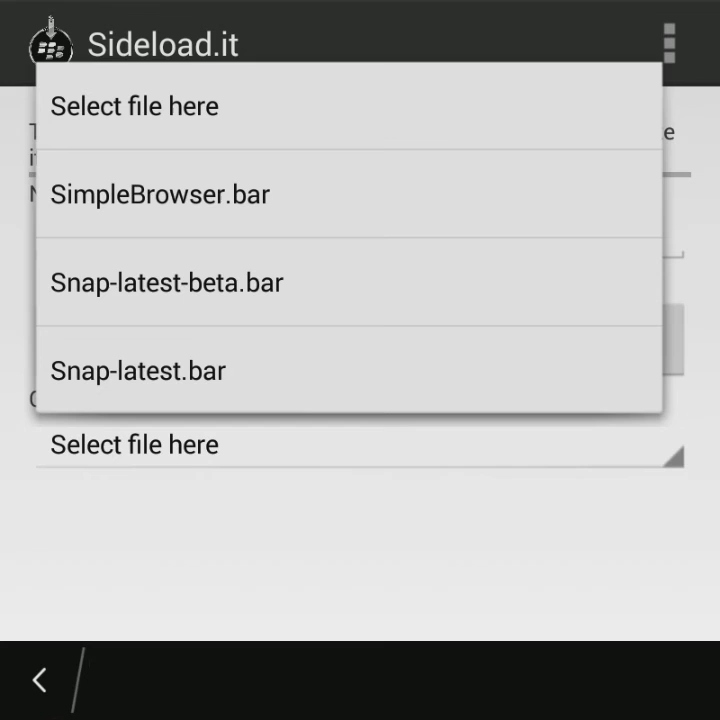 Sideload.it
Select file here
SimpleBrowser.bar
Snap-latest-beta.bar
Snap-latest.bar
Select file here